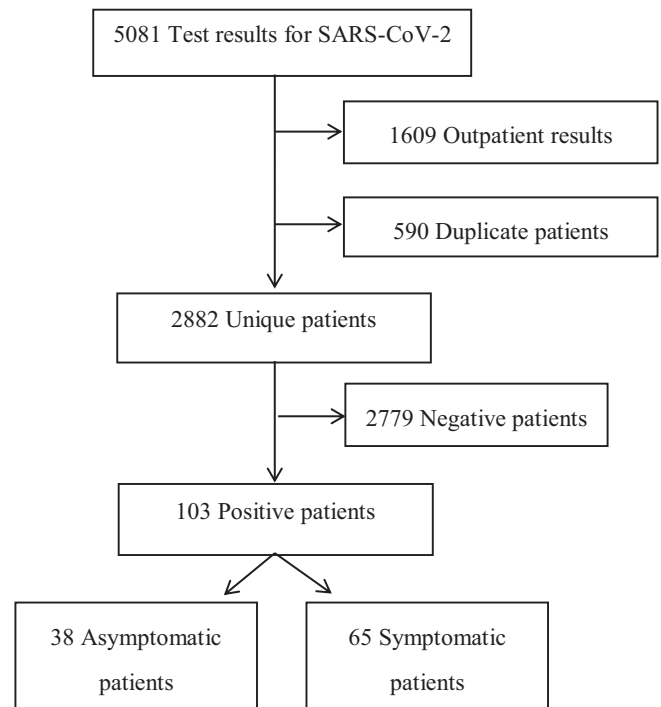 5081 Test results for SARS-CoV-2
1609 Outpatient results
590 Duplicate patients
2882 Unique patients
2779 Negative patients
103 Positive patients
38 Asymptomatic
patients
65 Symptomatic
patients